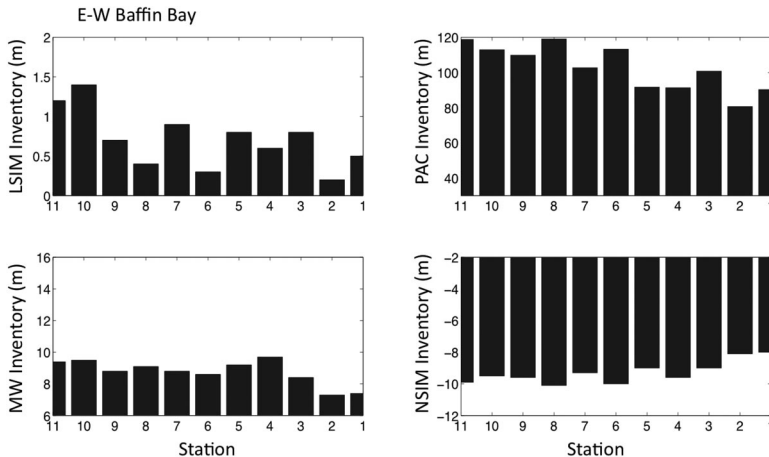 E-W Baffin Bay
LSIM Inventory (m)
2
1.5
1
0.5
0
11 10 9 8 7 6 5 4 3 2 1
PAC Inventory (m)
120
100
80
60
40
11 10 9 8 7 6 5 4 3 2 1
MW Inventory (m)
16
14
12
10
8
6
11 10 9 8 7 6 5 4 3 2 1
Station
NSIM Inventory (m)
−2
−4
−6
−8
−10
−12
11 10 9 8 7 6 5 4 3 2 1
Station